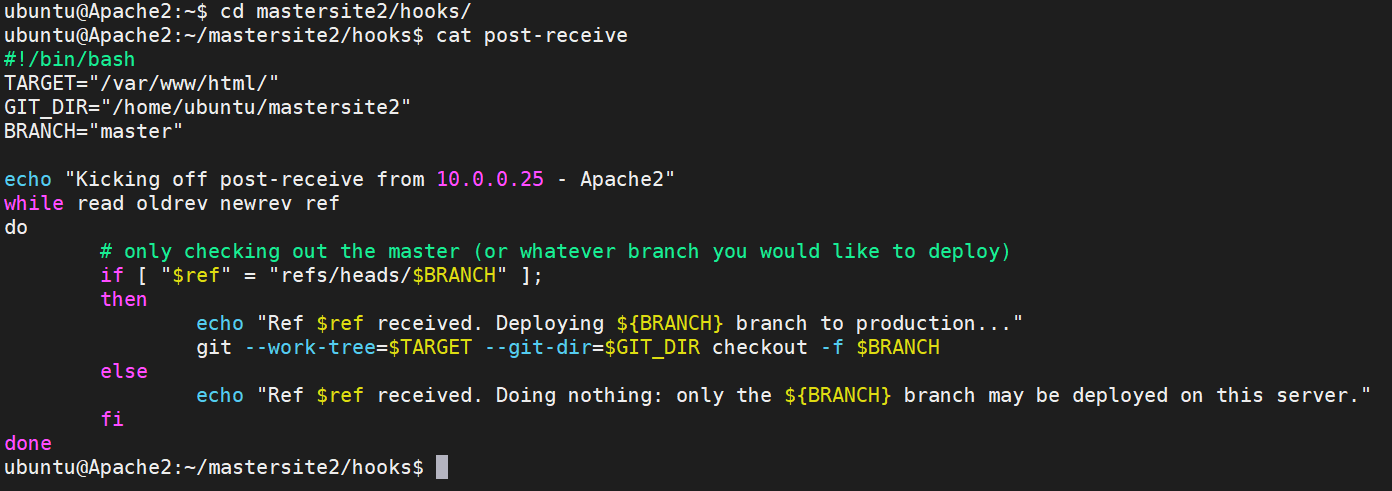 ubuntu@Apache2:~$ cd mastersite2/hooks/
ubuntu@Apache2:~/mastersite2/hooks$ cat post-receive
#!/bin/bash
TARGET="/var/www/html/"
GIT_DIR="/home/ubuntu/mastersite2"
BRANCH="master"

echo "Kicking off post-receive from 10.0.0.25 - Apache2"
while read oldrev newrev ref
do
        # only checking out the master (or whatever branch you would like to deploy)
        if [ "$ref" = "refs/heads/$BRANCH" ];
        then
                echo "Ref $ref received. Deploying ${BRANCH} branch to production..."
                git --work-tree=$TARGET --git-dir=$GIT_DIR checkout -f $BRANCH
        else
                echo "Ref $ref received. Doing nothing: only the ${BRANCH} branch may be deployed on this server."
        fi
done
ubuntu@Apache2:~/mastersite2/hooks$